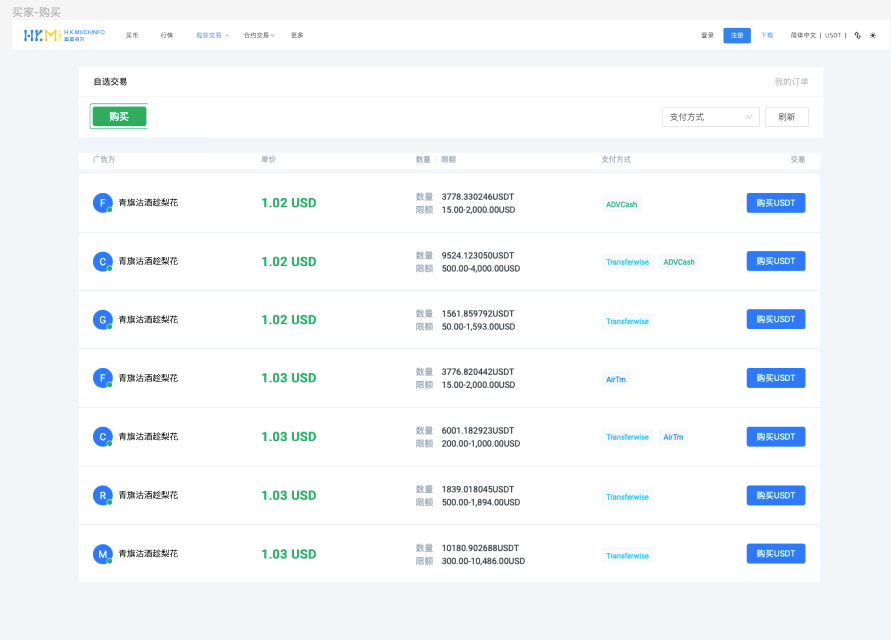 买家-购买
HKMI H.K MUCHINFO 买币 行情 现货交易 合约交易 更多 登录 注册 下载 简体中文 | USDT |
自选交易 我的订单
购买 支付方式 刷新
广告方 单价 数量 限额 支付方式 交易
F 青旗沽酒趁梨花 1.02 USD 数量 3778.330246USDT ADVCash 购买USDT
限额 15.00-2,000.00USD
C 青旗沽酒趁梨花 1.02 USD 数量 9524.123050USDT Transferwise ADVCash 购买USDT
限额 500.00-4,000.00USD
G 青旗沽酒趁梨花 1.02 USD 数量 1561.859792USDT Transferwise 购买USDT
限额 50.00-1,593.00USD
F 青旗沽酒趁梨花 1.03 USD 数量 3776.820442USDT AirTm 购买USDT
限额 15.00-2,000.00USD
C 青旗沽酒趁梨花 1.03 USD 数量 6001.182923USDT Transferwise AirTm 购买USDT
限额 200.00-1,000.00USD
R 青旗沽酒趁梨花 1.03 USD 数量 1839.018045USDT Transferwise 购买USDT
限额 500.00-1,894.00USD
M 青旗沽酒趁梨花 1.03 USD 数量 10180.902688USDT Transferwise 购买USDT
限额 300.00-10,486.00USD